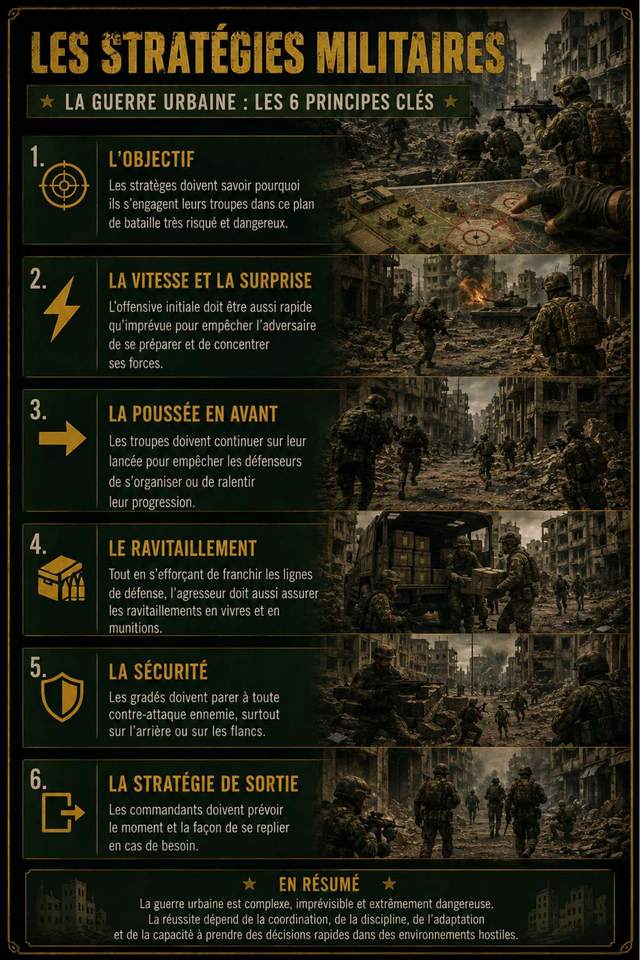 LES STRATÉGIES MILITAIRES
★ LA GUERRE URBAINE : LES 6 PRINCIPES CLÉS ★
1.
L'OBJECTIF
Les stratèges doivent savoir pourquoi
ils s'engagent leurs troupes dans ce plan
de bataille très risqué et dangereux.
2.
LA VITESSE ET LA SURPRISE
L'offensive initiale doit être aussi rapide
qu'imprévue pour empêcher l'adversaire
de se préparer et de concentrer
ses forces.
3.
LA POUSSÉE EN AVANT
Les troupes doivent continuer sur leur
lancée pour empêcher les défenseurs
de s'organiser ou de ralentir
leur progression.
4.
LE RAVITAILLEMENT
Tout en s'efforçant de franchir les lignes
de défense, l'agresseur doit aussi assurer
les ravitaillements en vivres et en
munitions.
5.
LA SÉCURITÉ
Les gradés doivent parer à toute
contre-attaque ennemie, surtout
sur l'arrière ou sur les flancs.
6.
LA STRATÉGIE DE SORTIE
Les commandants doivent prévoir
le moment et la façon de se replier
en cas de besoin.
★ EN RÉSUMÉ ★
La guerre urbaine est complexe, imprévisible et extrêmement dangereuse.
La réussite dépend de la coordination, de la discipline, de l'adaptation
et de la capacité à prendre des décisions rapides dans des environnements hostiles.